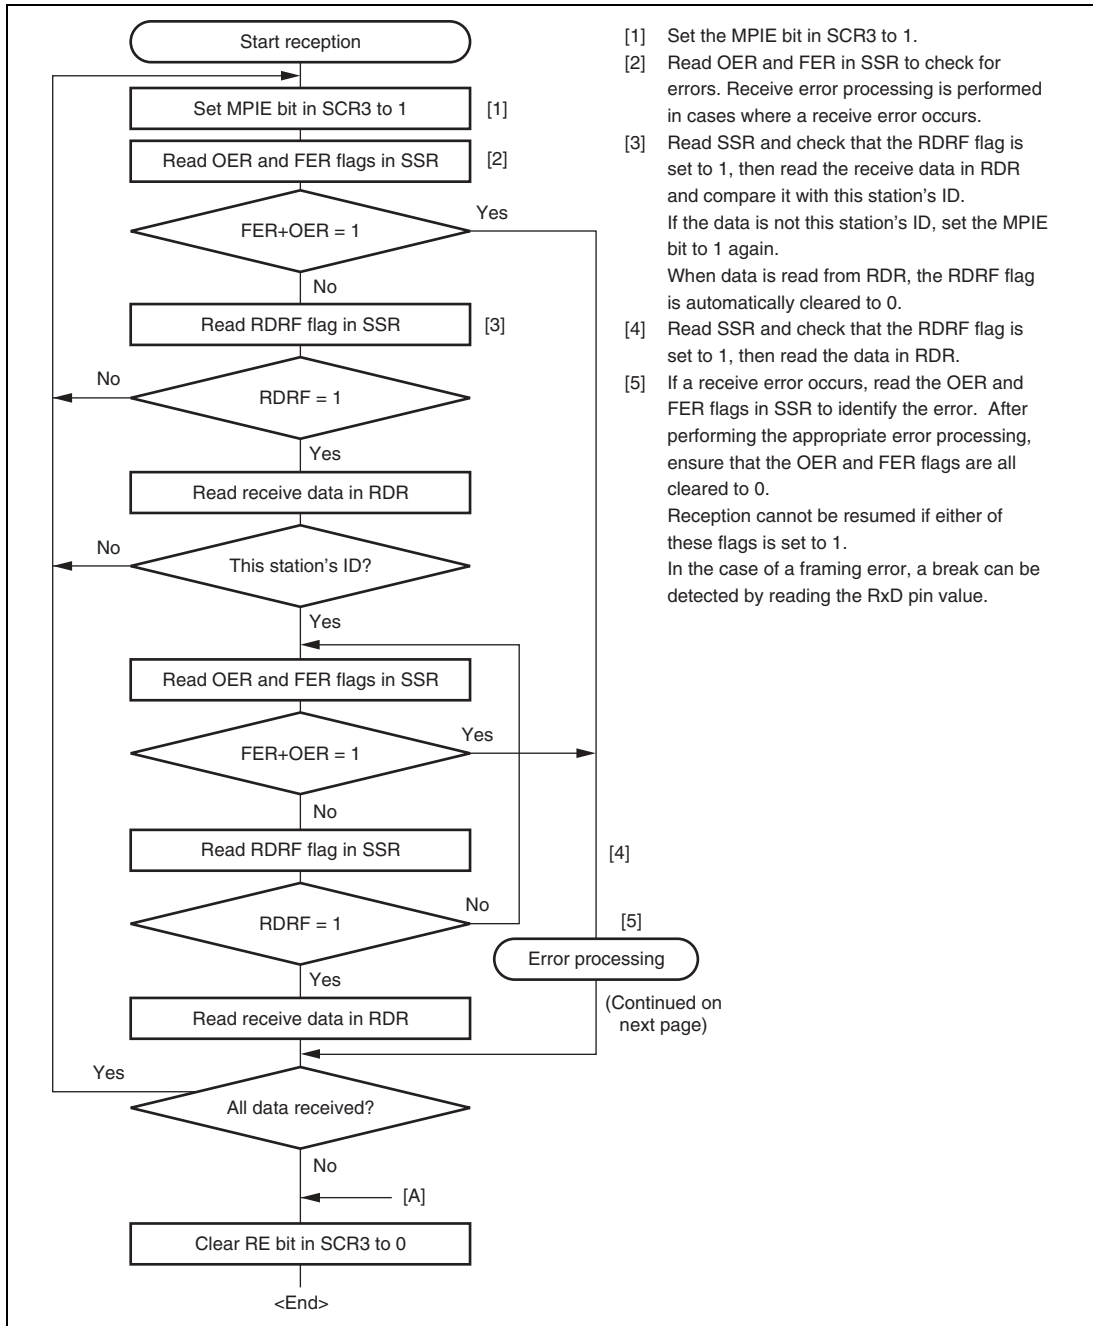 Start reception
Set MPIE bit in SCR3 to 1
[1]
Read OER and FER flags in SSR
[2]
Yes
FER+OER = 1
No
Read RDRF flag in SSR
[3]
No
RDRF = 1
Yes
Read receive data in RDR
No
This station's ID?
Yes
Read OER and FER flags in SSR
Yes
FER+OER = 1
No
Read RDRF flag in SSR
[4]
No
RDRF = 1
[5]
Error processing
Yes
(Continued on
next page)
Read receive data in RDR
Yes
All data received?
No
[A]
Clear RE bit in SCR3 to 0
<End>
[1] Set the MPIE bit in SCR3 to 1.
[2] Read OER and FER in SSR to check for
errors. Receive error processing is performed
in cases where a receive error occurs.
[3] Read SSR and check that the RDRF flag is
set to 1, then read the receive data in RDR
and compare it with this station's ID.
If the data is not this station's ID, set the MPIE
bit to 1 again.
When data is read from RDR, the RDRF flag
is automatically cleared to 0.
[4] Read SSR and check that the RDRF flag is
set to 1, then read the data in RDR.
[5] If a receive error occurs, read the OER and
FER flags in SSR to identify the error. After
performing the appropriate error processing,
ensure that the OER and FER flags are all
cleared to 0.
Reception cannot be resumed if either of
these flags is set to 1.
In the case of a framing error, a break can be
detected by reading the RxD pin value.